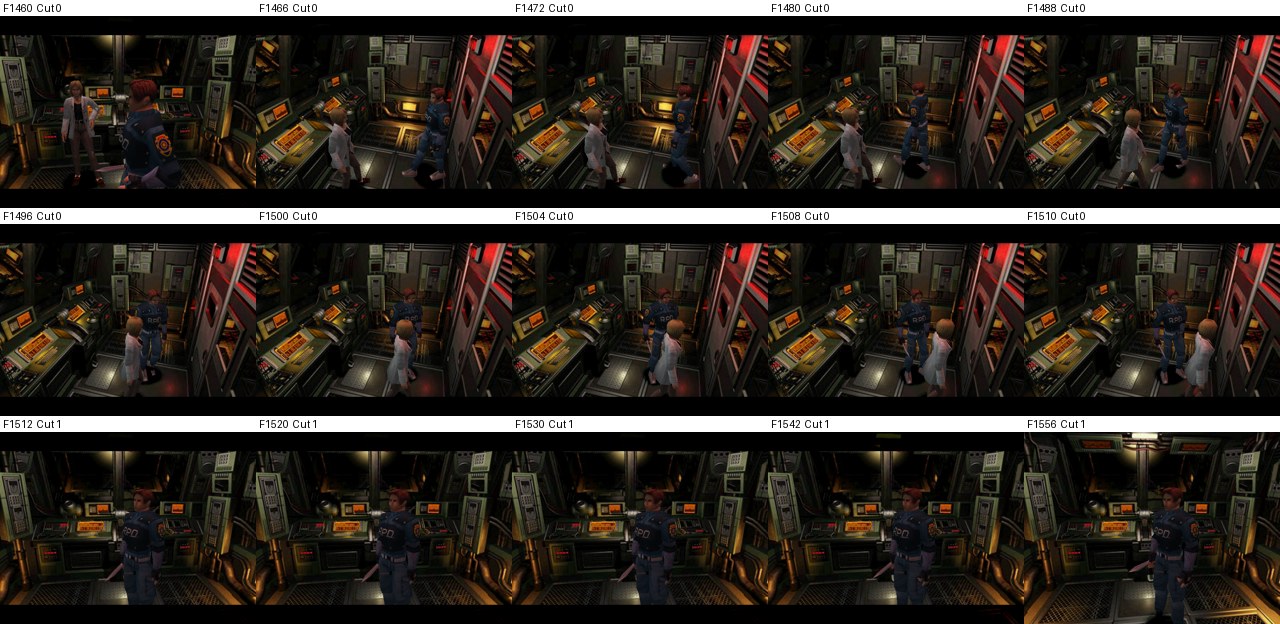 F1460 Cut0
F1466 Cut0
F1472 Cut0
F1480 Cut0
F1488 Cut0
F1496 Cut0
F1500 Cut0
F1504 Cut0
F1508 Cut0
F1510 Cut0
F1512 Cut1
F1520 Cut1
F1530 Cut1
F1542 Cut1
F1556 Cut1